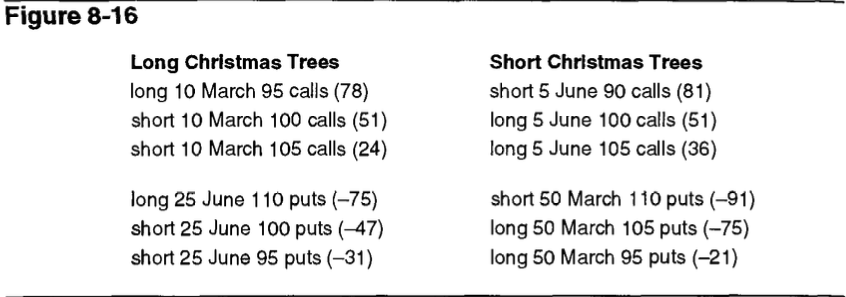 Figure 8-16
Long Christmas Trees
long 10 March 95 calls (78)
short 10 March 100 calls (51)
short 10 March 105 calls (24)
long 25 June 110 puts (–75)
short 25 June 100 puts (–47)
short 25 June 95 puts (–31)
Short Christmas Trees
short 5 June 90 calls (81)
long 5 June 100 calls (51)
long 5 June 105 calls (36)
short 50 March 110 puts (–91)
long 50 March 105 puts (–75)
long 50 March 95 puts (–21)